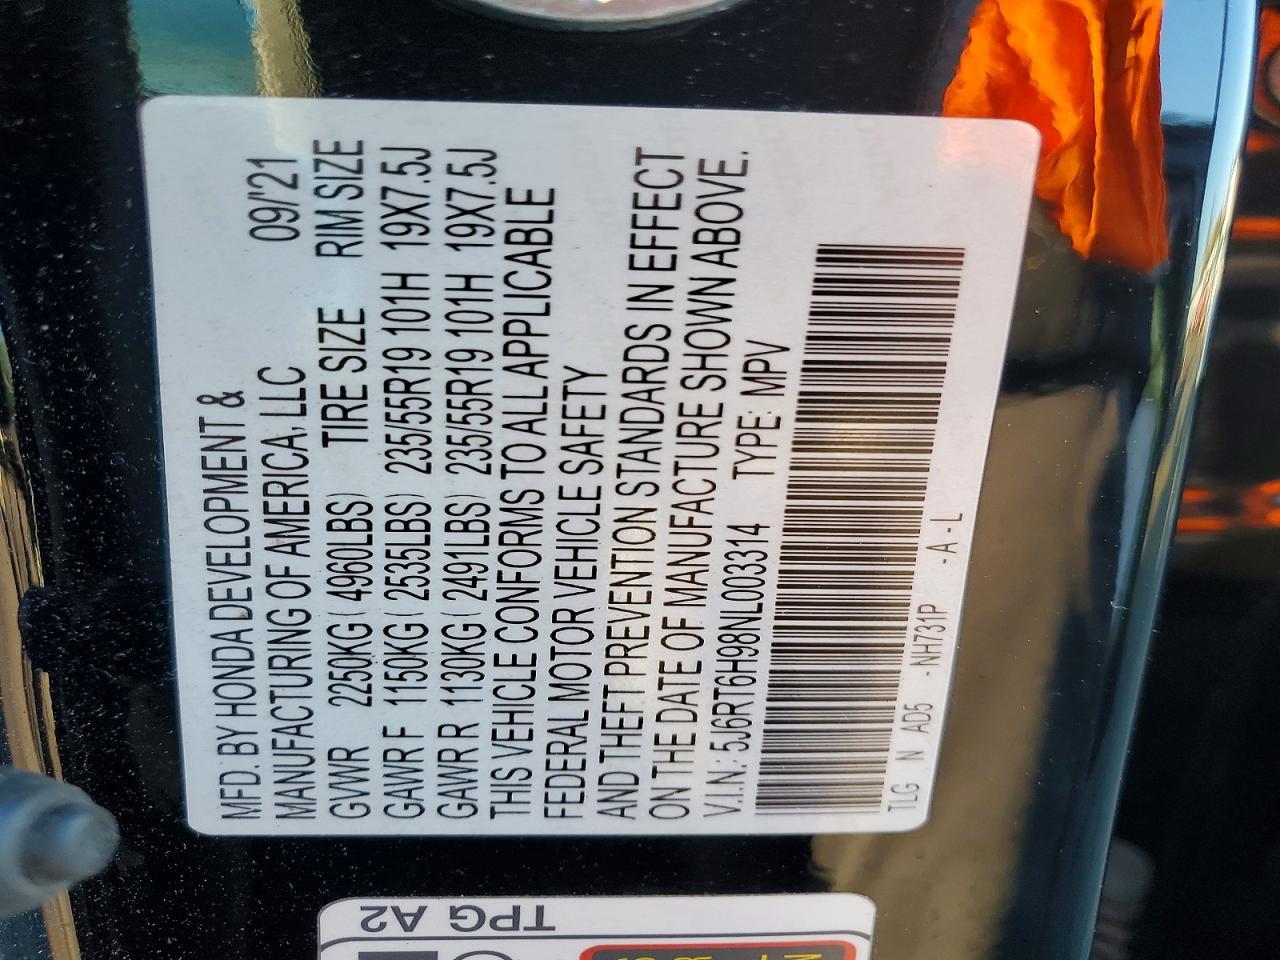 MFD. BY HONDA DEVELOPMENT &
MANUFACTURING OF AMERICA, LLC 09/'21
GVWR 2250KG ( 4960LBS) TIRE SIZE RIM SIZE
GAWR F 1150KG ( 2535LBS) 235/55R19 101H 19X7.5J
GAWR R 1130KG ( 2491LBS) 235/55R19 101H 19X7.5J
THIS VEHICLE CONFORMS TO ALL APPLICABLE
FEDERAL MOTOR VEHICLE SAFETY
AND THEFT PREVENTION STANDARDS IN EFFECT
ON THE DATE OF MANUFACTURE SHOWN ABOVE.
V.I.N.: 5J6RT6H98NL003314 TYPE: MPV
TLG N AD5 -NH731P -A-L
TPG A2